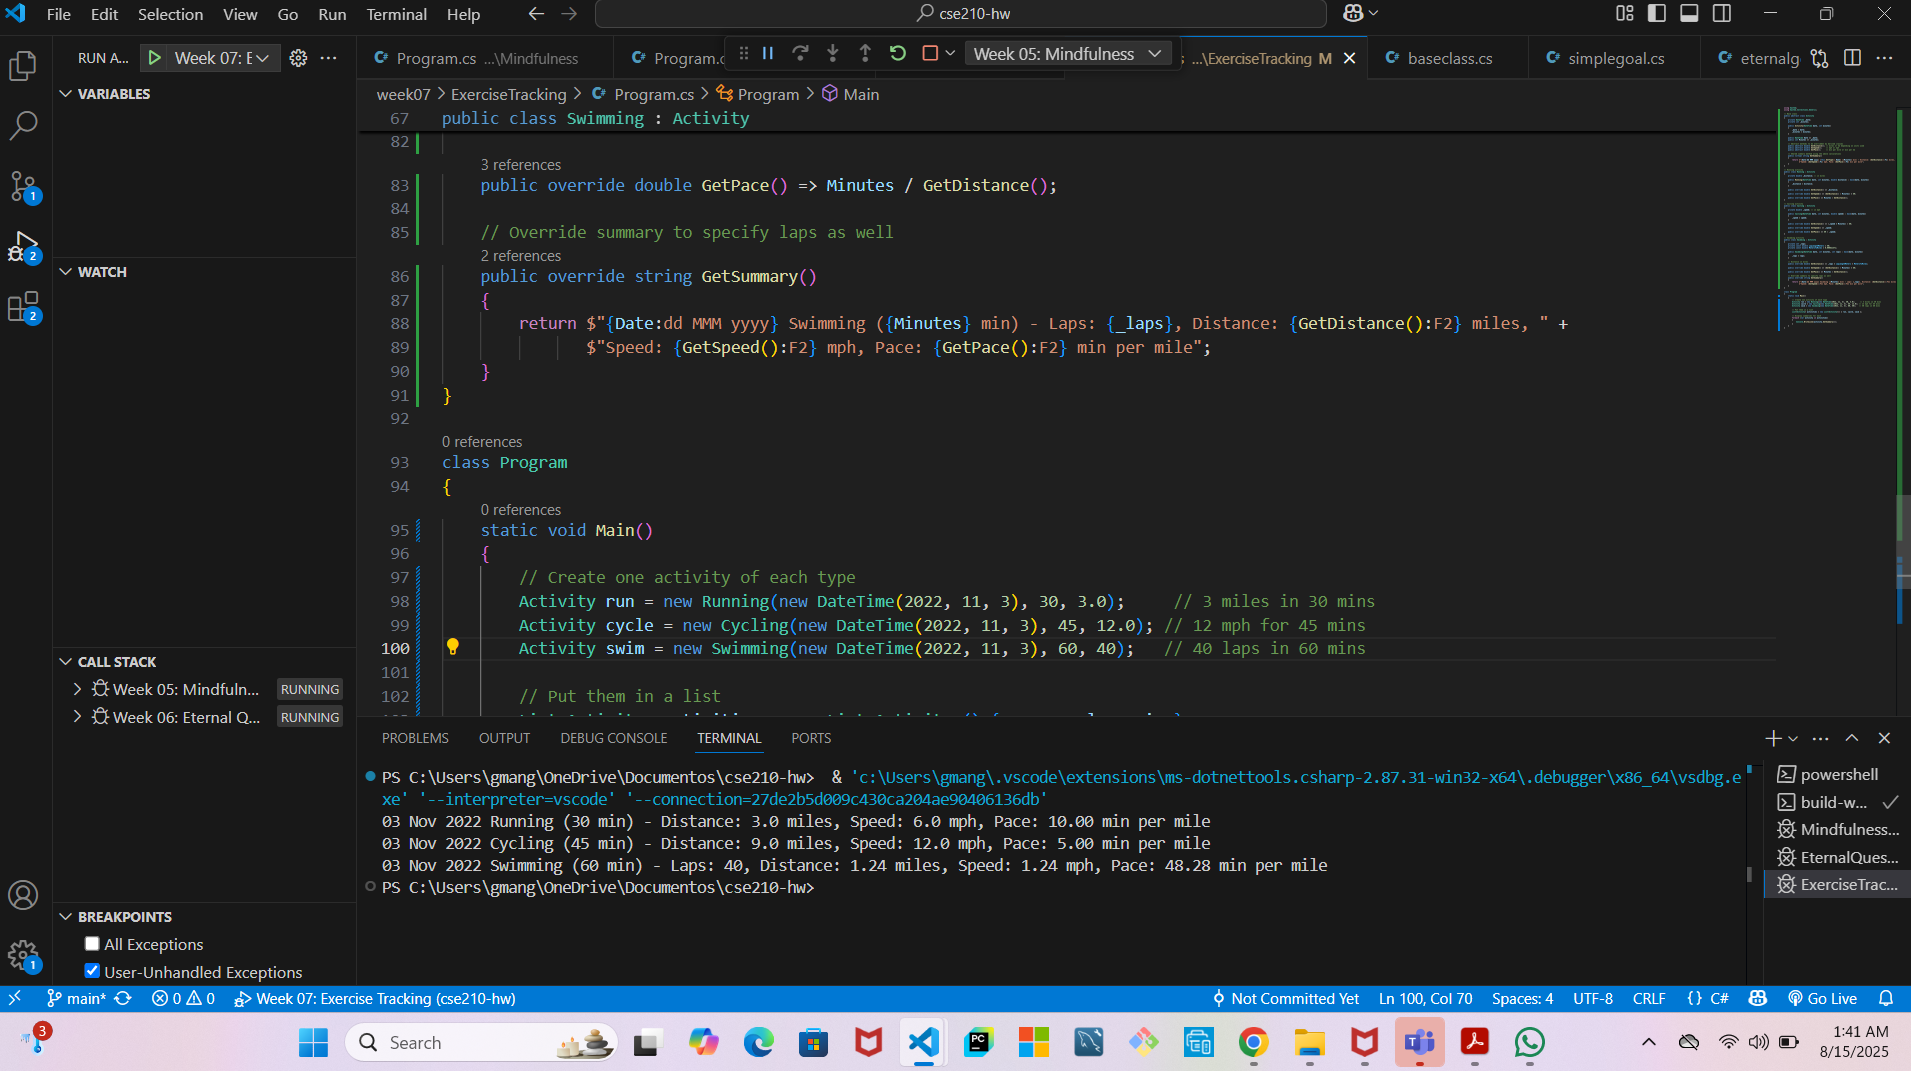 File Edit Selection View Go Run Terminal Help
cse210-hw
RUN A... Week 07: E
Program.cs ...\Mindfulness
Week 05: Mindfulness
...\ExerciseTracking M
baseclass.cs
simplegoal.cs
VARIABLES
WATCH
CALL STACK
Week 05: Mindfuln... RUNNING
Week 06: Eternal Q... RUNNING
BREAKPOINTS
All Exceptions
User-Unhandled Exceptions
1
2
2
1
week07 > ExerciseTracking > Program.cs > Program > Main
67 public class Swimming : Activity
82
3 references
83 public override double GetPace() => Minutes / GetDistance();
84
85 // Override summary to specify laps as well
2 references
86 public override string GetSummary()
87 {
88 return $"{Date:dd MMM yyyy} Swimming ({Minutes} min) - Laps: {_laps}, Distance: {GetDistance():F2} miles, " +
89 $"Speed: {GetSpeed():F2} mph, Pace: {GetPace():F2} min per mile";
90 }
91 }
92
0 references
93 class Program
94 {
0 references
95 static void Main()
96 {
97 // Create one activity of each type
98 Activity run = new Running(new DateTime(2022, 11, 3), 30, 3.0); // 3 miles in 30 mins
99 Activity cycle = new Cycling(new DateTime(2022, 11, 3), 45, 12.0); // 12 mph for 45 mins
100 Activity swim = new Swimming(new DateTime(2022, 11, 3), 60, 40); // 40 laps in 60 mins
101
102 // Put them in a list
PROBLEMS OUTPUT DEBUG CONSOLE TERMINAL PORTS
PS C:\Users\gmang\OneDrive\Documentos\cse210-hw> & 'c:\Users\gmang\.vscode\extensions\ms-dotnettools.csharp-2.87.31-win32-x64\.debugger\x86_64\vsdbg.e
xe' '--interpreter=vscode' '--connection=27de2b5d009c430ca204ae90406136db'
03 Nov 2022 Running (30 min) - Distance: 3.0 miles, Speed: 6.0 mph, Pace: 10.00 min per mile
03 Nov 2022 Cycling (45 min) - Distance: 9.0 miles, Speed: 12.0 mph, Pace: 5.00 min per mile
03 Nov 2022 Swimming (60 min) - Laps: 40, Distance: 1.24 miles, Speed: 1.24 mph, Pace: 48.28 min per mile
PS C:\Users\gmang\OneDrive\Documentos\cse210-hw>
powershell
build-w...
Mindfulness...
EternalQues...
ExerciseTrac...
main* 0 0 Week 07: Exercise Tracking (cse210-hw)
Not Committed Yet Ln 100, Col 70 Spaces: 4 UTF-8 CRLF {} C# Go Live
3
Search
PC
1:41 AM
8/15/2025